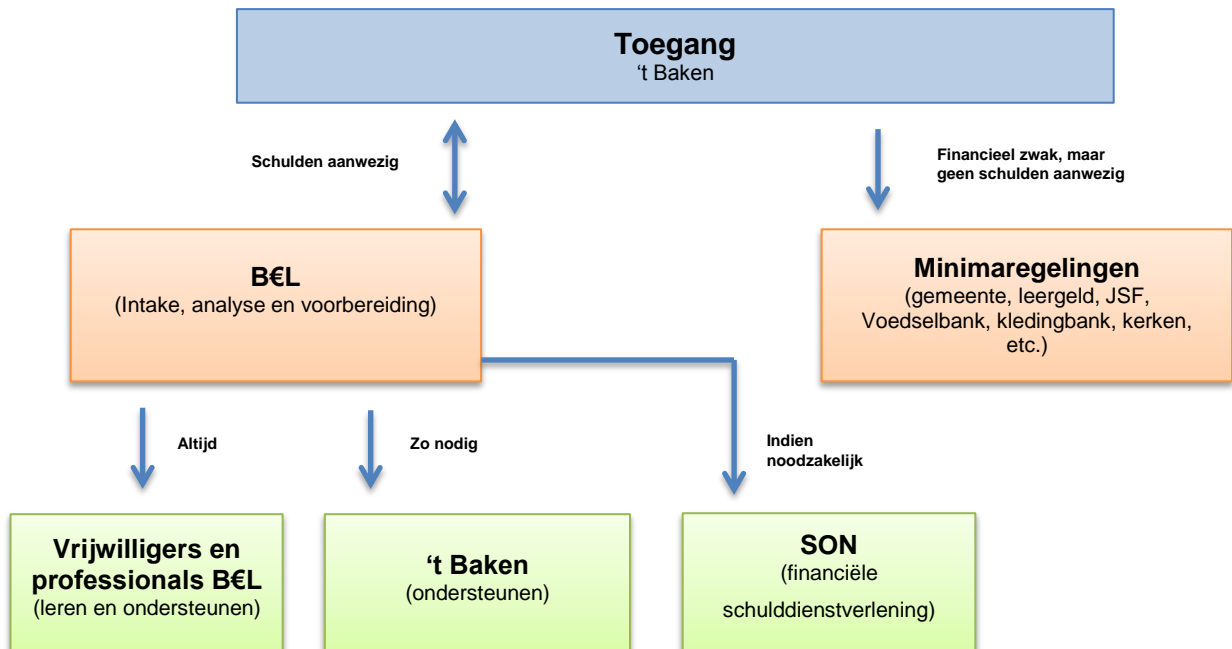 Toegang
‘t Baken
Schulden aanwezig
Financieel zwak, maar
geen schulden aanwezig
B€L
(Intake, analyse en voorbereiding)
Minimaregelingen
(gemeente, leergeld, JSF,
Voedselbank, kledingbank, kerken,
etc.)
Altijd
Zo nodig
Indien
noodzakelijk
Vrijwilligers en
professionals B€L
(leren en ondersteunen)
‘t Baken
(ondersteunen)
SON
(financiële
schulddienstverlening)